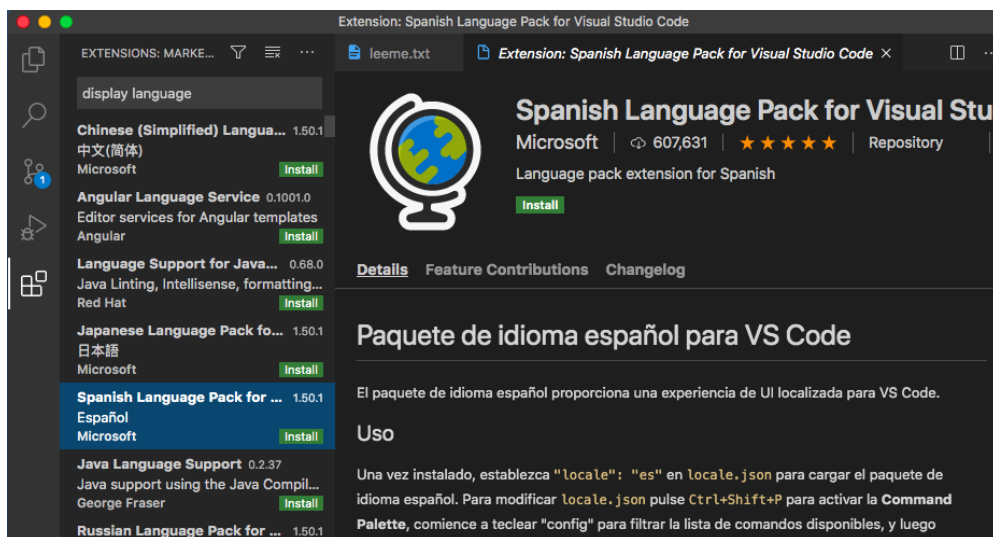 Extension: Spanish Language Pack for Visual Studio Code
EXTENSIONS: MARKE...
leeme.txt
Extension: Spanish Language Pack for Visual Studio Code
display language
Chinese (Simplified) Langua... 1.50.1
中文(简体)
Microsoft Install
Angular Language Service 0.1001.0
Editor services for Angular templates
Angular Install
Language Support for Java... 0.68.0
Java Linting, Intellisense, formatting...
Red Hat Install
Japanese Language Pack fo... 1.50.1
日本語
Microsoft Install
Spanish Language Pack for ... 1.50.1
Español
Microsoft Install
Java Language Support 0.2.37
Java support using the Java Compil...
George Fraser Install
Russian Language Pack for ... 1.50.1
1
Spanish Language Pack for Visual Stu
Microsoft 607,631 Repository
Language pack extension for Spanish
Install
Details Feature Contributions Changelog
Paquete de idioma español para VS Code
El paquete de idioma español proporciona una experiencia de UI localizada para VS Code.
Uso
Una vez instalado, establezca "locale": "es" en locale.json para cargar el paquete de
idioma español. Para modificar locale.json pulse Ctrl+Shift+P para activar la Command
Palette, comience a teclear "config" para filtrar la lista de comandos disponibles, y luego